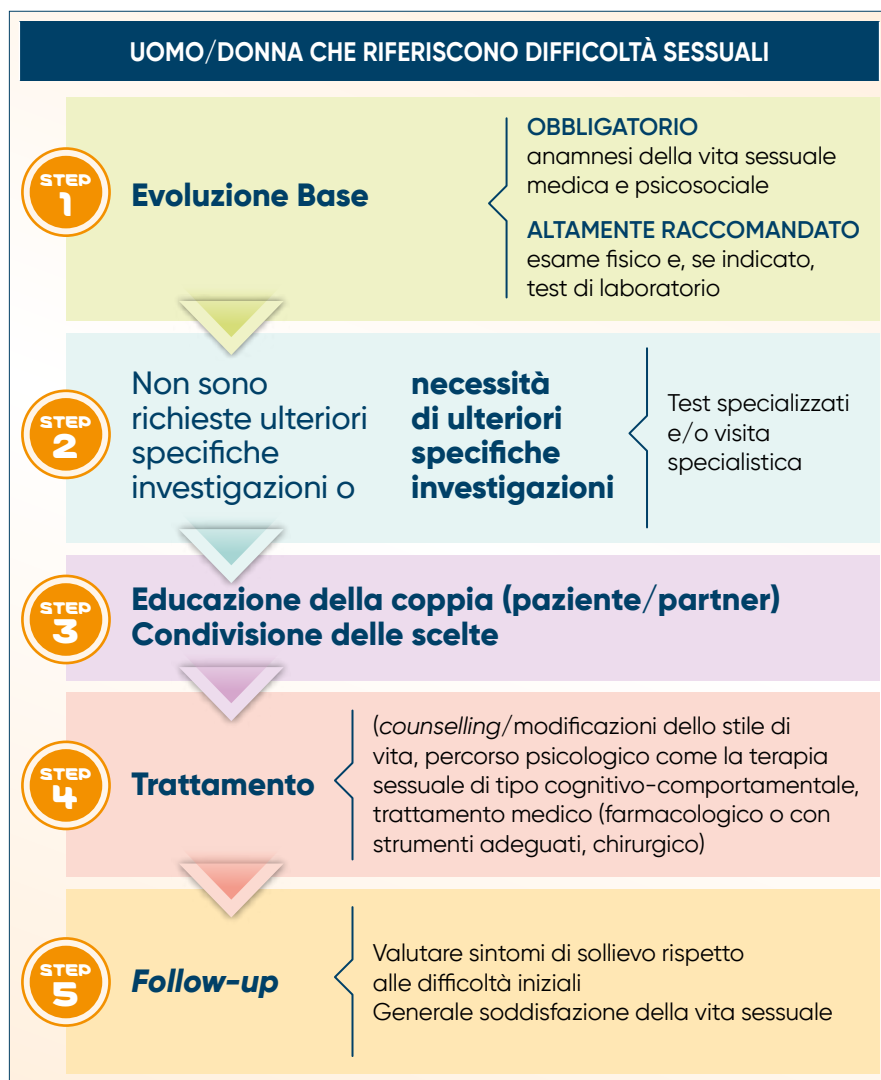 UOMO/DONNA CHE RIFERISCONO DIFFICOLTÀ SESSUALI
STEP
1
Evoluzione Base
OBBLIGATORIO
anamnesi della vita sessuale
medica e psicosociale
ALTAMENTE RACCOMANDATO
esame fisico e, se indicato,
test di laboratorio
STEP
2
Non sono
richieste ulteriori
specifiche
investigazioni o
necessità
di ulteriori
specifiche
investigazioni
Test specializzati
e/o visita
specialistica
STEP
3
Educazione della coppia (paziente/partner)
Condivisione delle scelte
STEP
4
Trattamento
(counselling/modificazioni dello stile di
vita, percorso psicologico come la terapia
sessuale di tipo cognitivo-comportamentale,
trattamento medico (farmacologico o con
strumenti adeguati, chirurgico)
STEP
5
Follow-up
Valutare sintomi di sollievo rispetto
alle difficoltà iniziali
Generale soddisfazione della vita sessuale